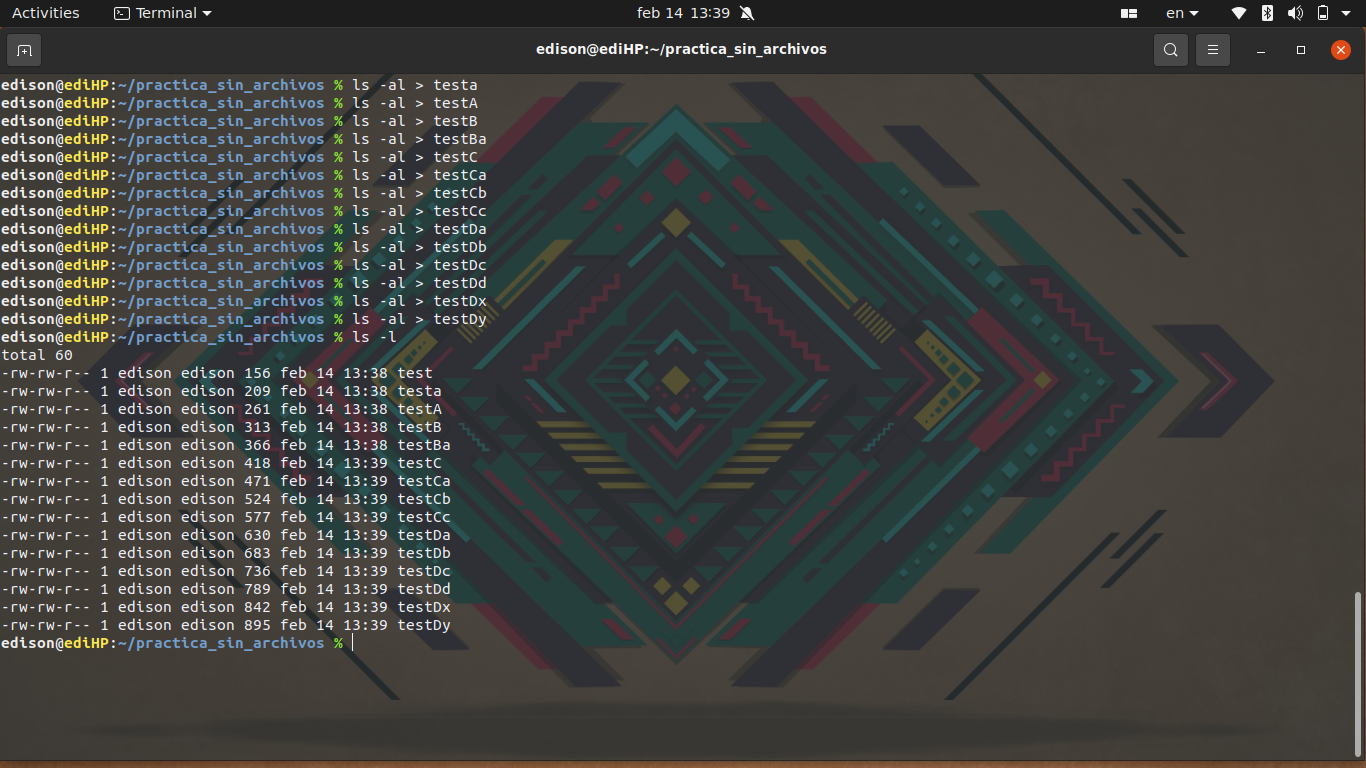 Activities Terminal feb 14 13:39 en
edison@ediHP:~/practica_sin_archivos
edison@ediHP:~/practica_sin_archivos % ls -al > testa
edison@ediHP:~/practica_sin_archivos % ls -al > testA
edison@ediHP:~/practica_sin_archivos % ls -al > testB
edison@ediHP:~/practica_sin_archivos % ls -al > testBa
edison@ediHP:~/practica_sin_archivos % ls -al > testC
edison@ediHP:~/practica_sin_archivos % ls -al > testCa
edison@ediHP:~/practica_sin_archivos % ls -al > testCb
edison@ediHP:~/practica_sin_archivos % ls -al > testCc
edison@ediHP:~/practica_sin_archivos % ls -al > testDa
edison@ediHP:~/practica_sin_archivos % ls -al > testDb
edison@ediHP:~/practica_sin_archivos % ls -al > testDc
edison@ediHP:~/practica_sin_archivos % ls -al > testDd
edison@ediHP:~/practica_sin_archivos % ls -al > testDx
edison@ediHP:~/practica_sin_archivos % ls -al > testDy
edison@ediHP:~/practica_sin_archivos % ls -l
total 60
-rw-rw-r-- 1 edison edison 156 feb 14 13:38 test
-rw-rw-r-- 1 edison edison 209 feb 14 13:38 testa
-rw-rw-r-- 1 edison edison 261 feb 14 13:38 testA
-rw-rw-r-- 1 edison edison 313 feb 14 13:38 testB
-rw-rw-r-- 1 edison edison 366 feb 14 13:38 testBa
-rw-rw-r-- 1 edison edison 418 feb 14 13:39 testC
-rw-rw-r-- 1 edison edison 471 feb 14 13:39 testCa
-rw-rw-r-- 1 edison edison 524 feb 14 13:39 testCb
-rw-rw-r-- 1 edison edison 577 feb 14 13:39 testCc
-rw-rw-r-- 1 edison edison 630 feb 14 13:39 testDa
-rw-rw-r-- 1 edison edison 683 feb 14 13:39 testDb
-rw-rw-r-- 1 edison edison 736 feb 14 13:39 testDc
-rw-rw-r-- 1 edison edison 789 feb 14 13:39 testDd
-rw-rw-r-- 1 edison edison 842 feb 14 13:39 testDx
-rw-rw-r-- 1 edison edison 895 feb 14 13:39 testDy
edison@ediHP:~/practica_sin_archivos %